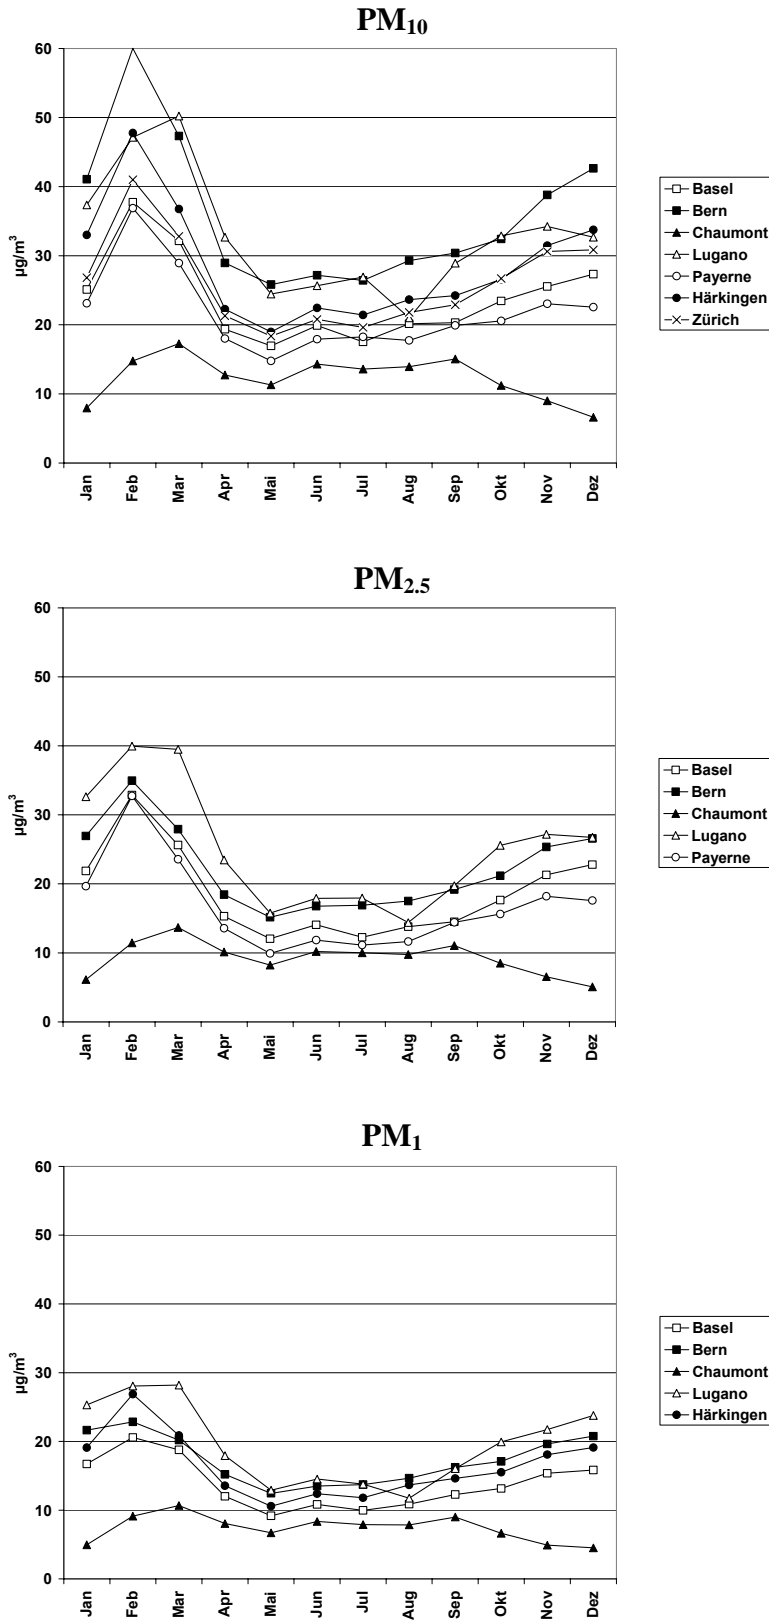 PM10
60
50
40
30
20
10
0
µg/m³
Jan Feb Mar Apr Mai Jun Jul Aug Sep Okt Nov Dez
Basel
Bern
Chaumont
Lugano
Payerne
Härkingen
Zürich
PM2.5
60
50
40
30
20
10
0
µg/m³
Jan Feb Mar Apr Mai Jun Jul Aug Sep Okt Nov Dez
Basel
Bern
Chaumont
Lugano
Payerne
PM1
60
50
40
30
20
10
0
µg/m³
Jan Feb Mar Apr Mai Jun Jul Aug Sep Okt Nov Dez
Basel
Bern
Chaumont
Lugano
Härkingen